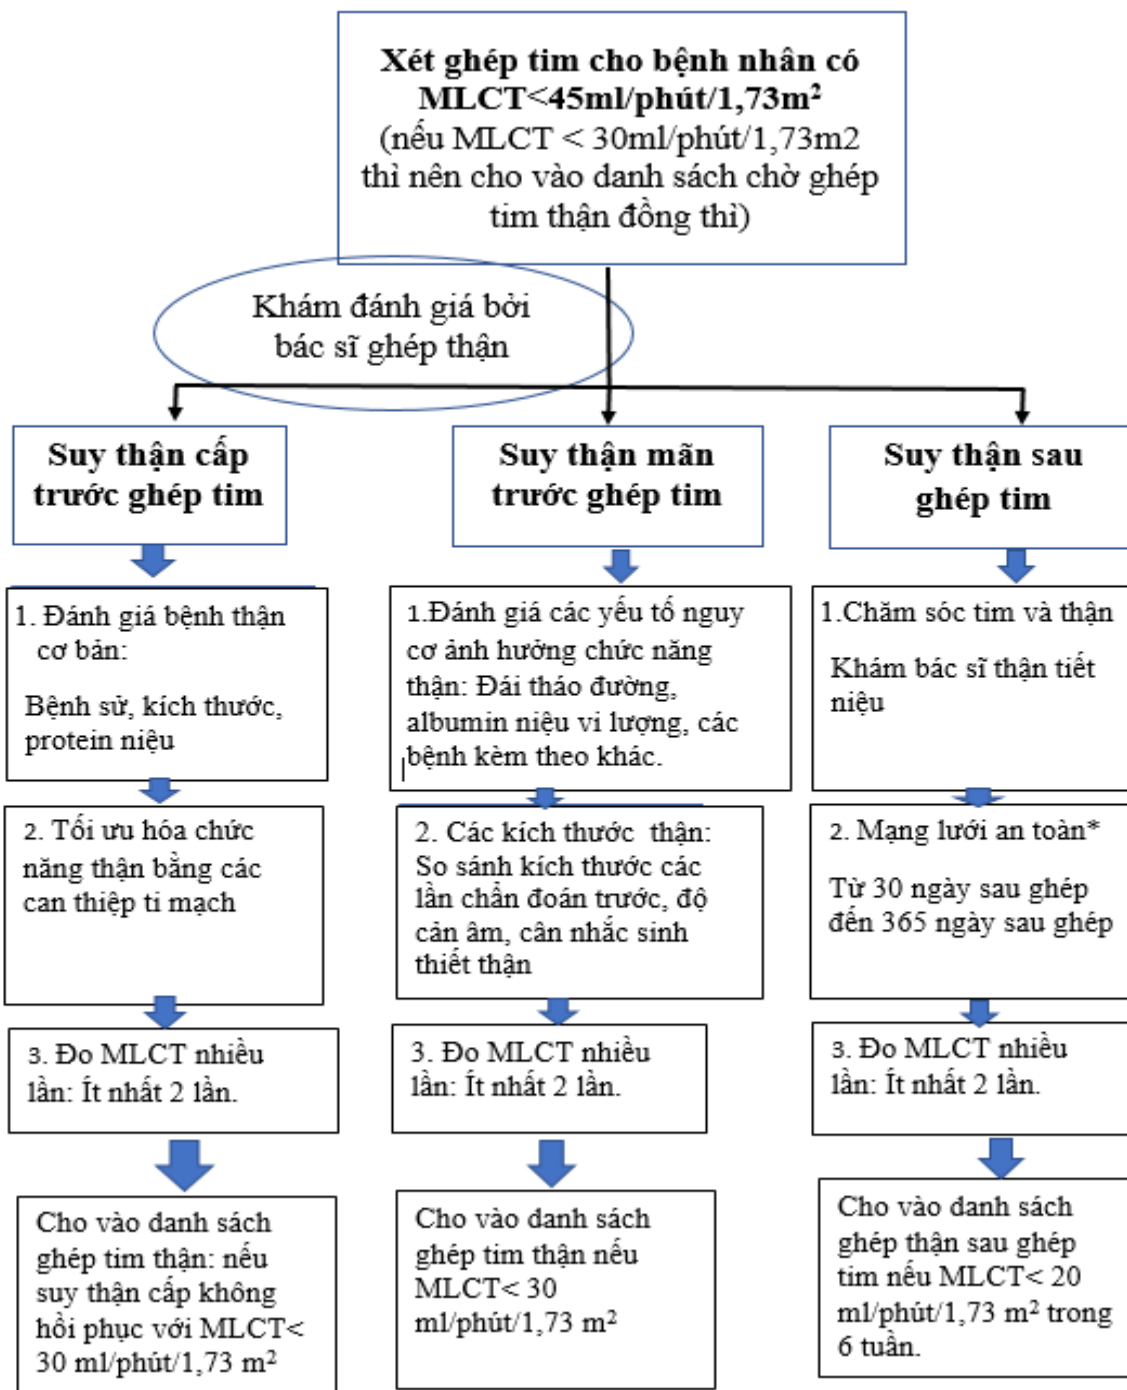 Xét ghép tim cho bệnh nhân có
MLCT<45ml/phút/1,73m²
(nếu MLCT < 30ml/phút/1,73m2
thì nên cho vào danh sách chờ ghép
tim thận đồng thì)
Khám đánh giá bởi
bác sĩ ghép thận
Suy thận cấp
trước ghép tim
1. Đánh giá bệnh thận
cơ bản:
Bệnh sử, kích thước,
protein niệu
2. Tối ưu hóa chức
năng thận bằng các
can thiệp ti mạch
3. Đo MLCT nhiều
lần: Ít nhất 2 lần.
Cho vào danh sách
ghép tim thận: nếu
suy thận cấp không
hồi phục với MLCT<
30 ml/phút/1,73 m²
Suy thận mãn
trước ghép tim
1.Đánh giá các yếu tố nguy
cơ ảnh hưởng chức năng
thận: Đái tháo đường,
albumin niệu vi lượng, các
bệnh kèm theo khác.
2. Các kích thước thận:
So sánh kích thước các
lần chẩn đoán trước, độ
cản âm, cân nhắc sinh
thiết thận
3. Đo MLCT nhiều
lần: Ít nhất 2 lần.
Cho vào danh sách
ghép tim thận nếu
MLCT< 30
ml/phút/1,73 m²
Suy thận sau
ghép tim
1.Chăm sóc tim và thận
Khám bác sĩ thận tiết
niệu
2. Mạng lưới an toàn*
Từ 30 ngày sau ghép
đến 365 ngày sau ghép
3. Đo MLCT nhiều
lần: Ít nhất 2 lần.
Cho vào danh sách
ghép thận sau ghép
tim nếu MLCT< 20
ml/phút/1,73 m² trong
6 tuần.